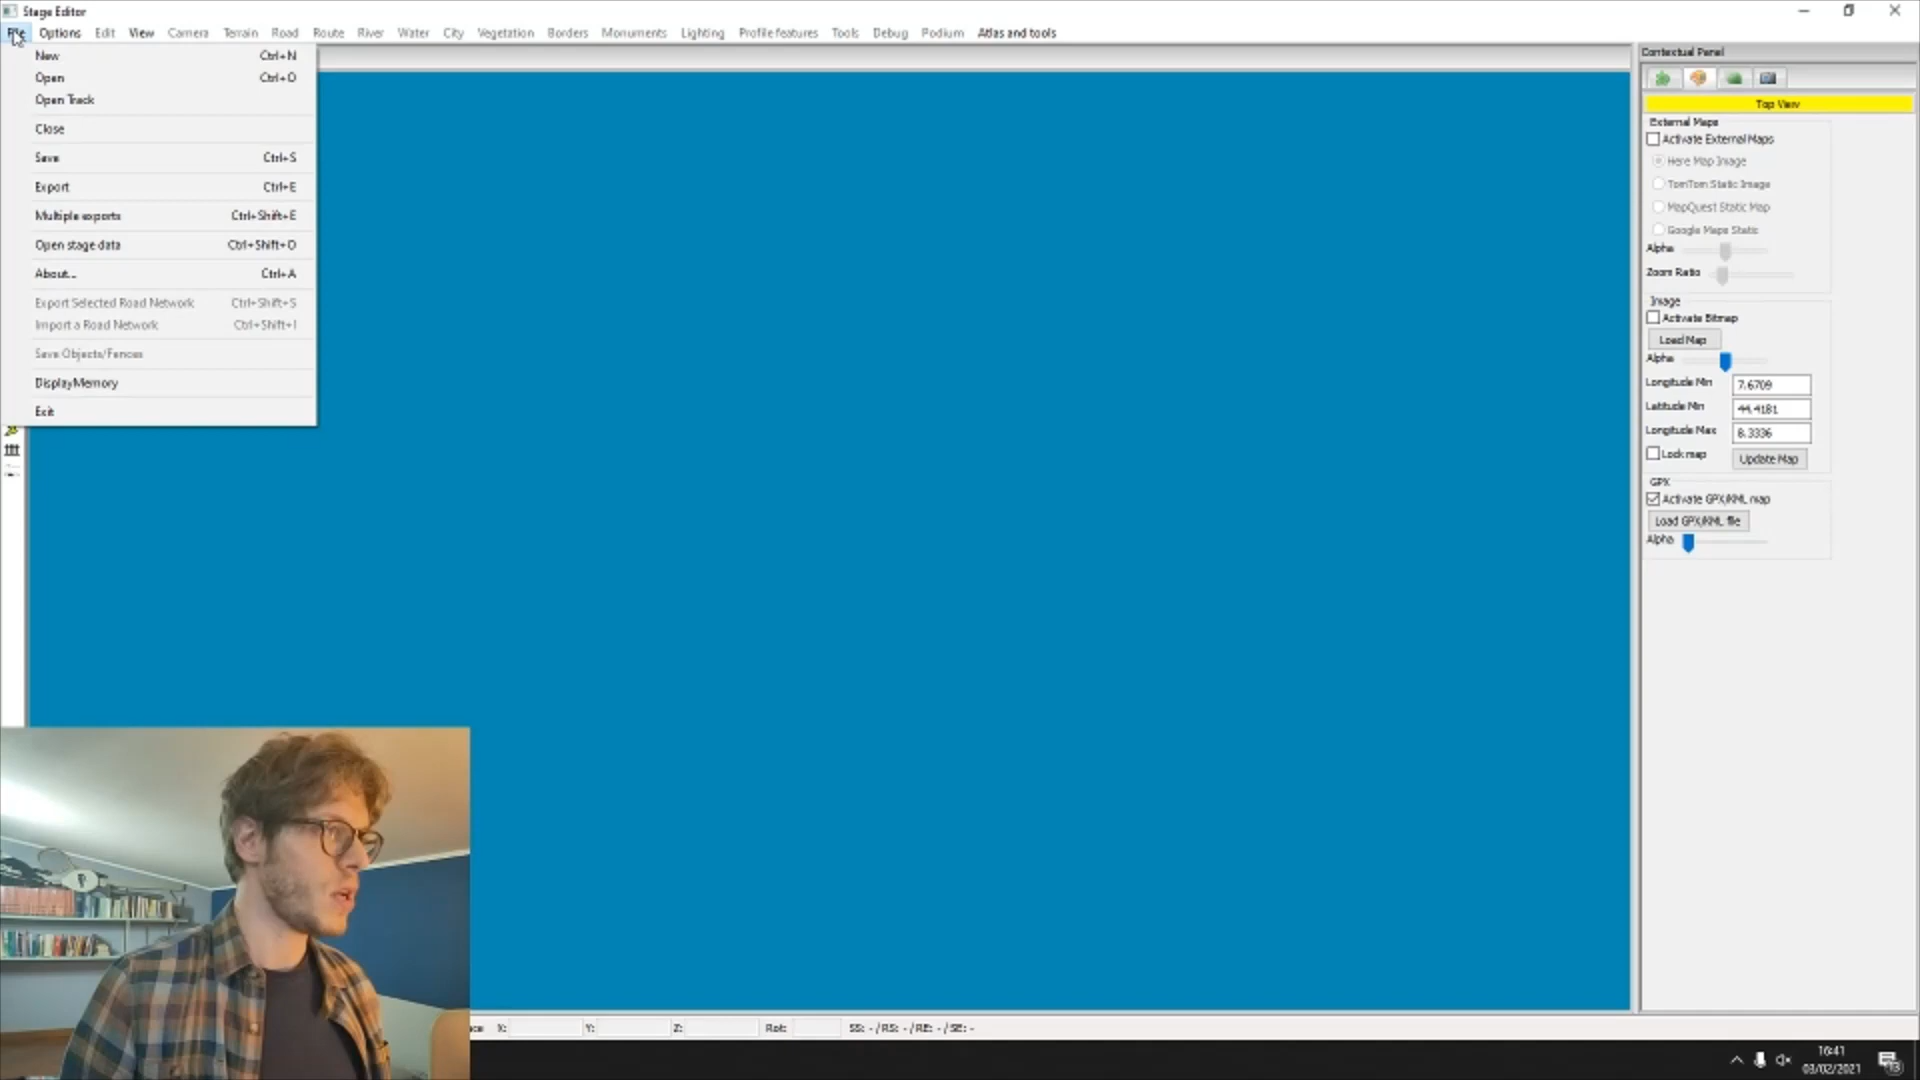 Stage Editor
File Options Edit View Camera Terrain Road Route River Water City Vegetation Borders Monuments Lighting Profile features Tools Debug Podium Atlas and tools
New Ctrl+N
Open Ctrl+O
Open Track
Close
Save Ctrl+S
Export Ctrl+E
Multiple exports Ctrl+Shift+E
Open stage data Ctrl+Shift+O
About... Ctrl+A
Export Selected Road Network Ctrl+Shift+S
Import a Road Network Ctrl+Shift+I
Save Objects/Fences
DisplayMemory
Exit
Contextual Panel
Top View
External Maps
Activate External Maps
Here Map Image
TomTom Static Image
MapQuest Static Map
Google Maps Static
Alpha
Zoom Ratio
Image
Activate Bitmap
Load Map
Alpha
Longitude Min 7.6709
Latitude Min 44.4181
Longitude Max 8.3336
Lock map Update Map
GPX
Activate GPX/KML map
Load GPX/KML file
Alpha
X: Y: Z: Rot: SS: - /RS: - /RE: - /SE: -
16:41
03/02/2021